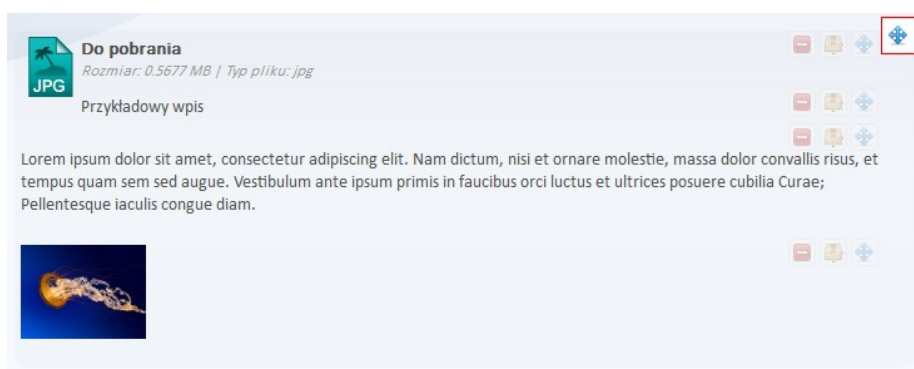 Do pobrania
Rozmiar: 0.5677 MB | Typ pliku: jpg
JPG
Przykładowy wpis
Lorem ipsum dolor sit amet, consectetur adipiscing elit. Nam dictum, nisi et ornare molestie, massa dolor convallis risus, et
tempus quam sem sed augue. Vestibulum ante ipsum primis in faucibus orci luctus et ultrices posuere cubilia Curae;
Pellentesque iaculis congue diam.